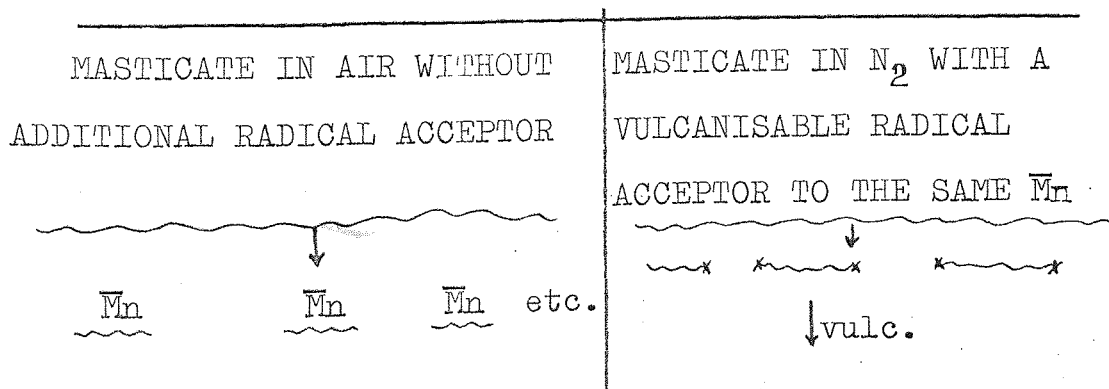 MASTICATE IN AIR WITHOUT
ADDITIONAL RADICAL ACCEPTOR
M̄n M̄n M̄n etc.
MASTICATE IN N₂ WITH A
VULCANISABLE RADICAL
ACCEPTOR TO THE SAME M̄n
vulc.